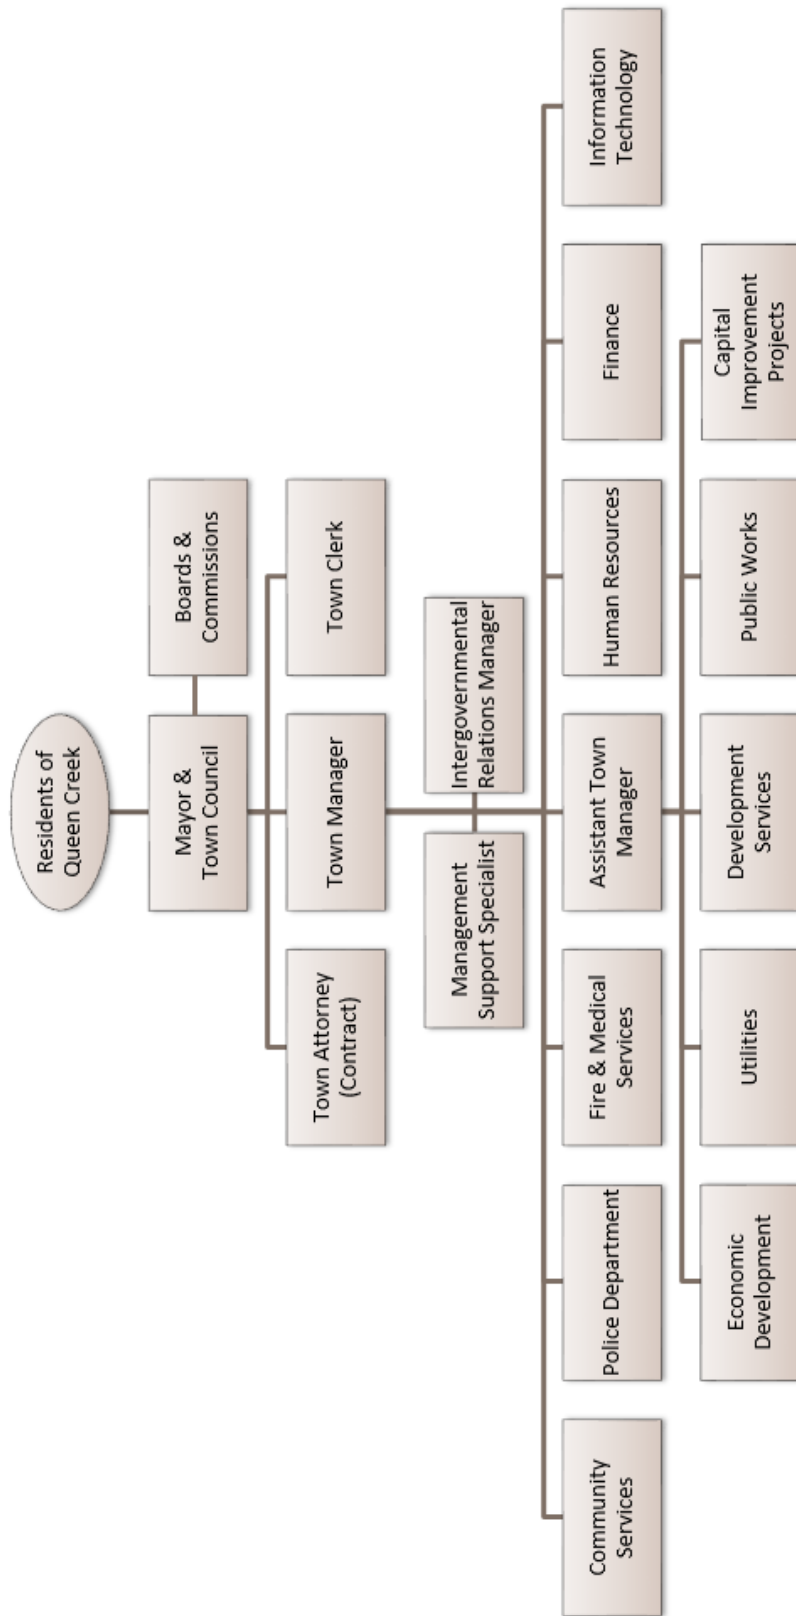 Residents of
Queen Creek
Mayor &
Town Council
Boards &
Commissions
Town Attorney
(Contract)
Town Manager
Town Clerk
Management
Support Specialist
Intergovernmental
Relations Manager
Community
Services
Police Department
Fire & Medical
Services
Assistant Town
Manager
Human Resources
Finance
Information
Technology
Economic
Development
Utilities
Development
Services
Public Works
Capital
Improvement
Projects